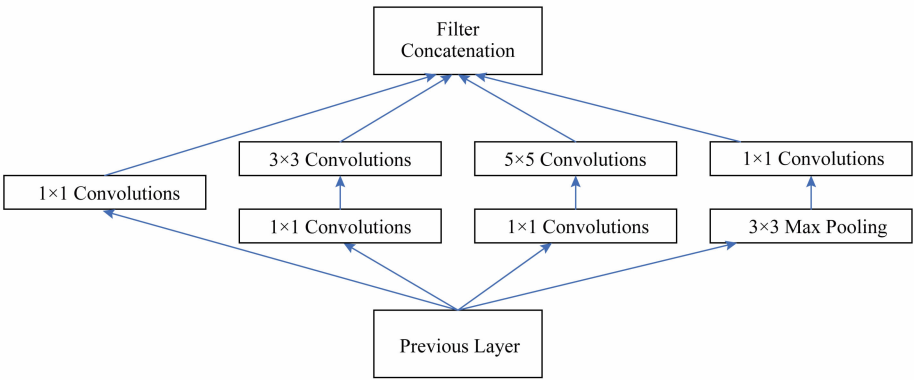 Filter
Concatenation
3×3 Convolutions
5×5 Convolutions
1×1 Convolutions
1×1 Convolutions
1×1 Convolutions
1×1 Convolutions
3×3 Max Pooling
Previous Layer